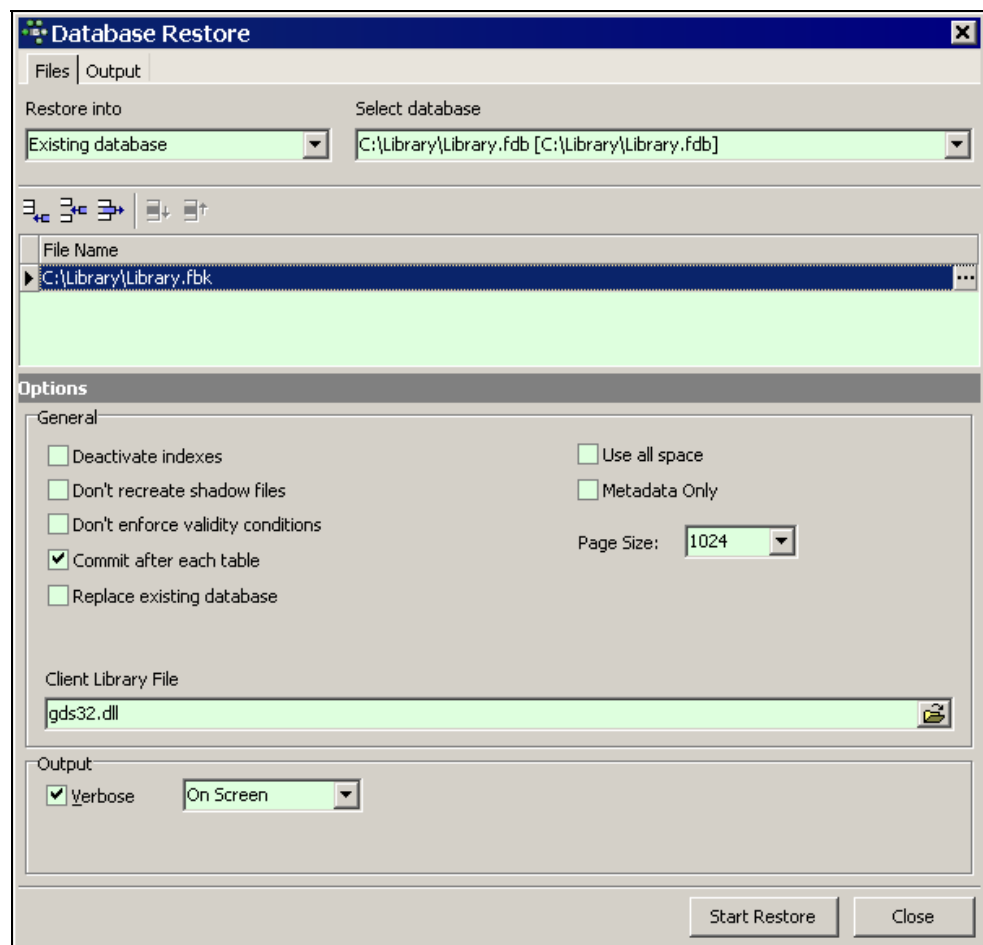 Database Restore
Files Output
Restore into Select database
Existing database C:\Library\Library.fdb [C:\Library\Library.fdb]
File Name
C:\Library\Library.fbk ...
Options
General
Deactivate indexes Use all space
Don't recreate shadow files Metadata Only
Don't enforce validity conditions
Page Size: 1024
Commit after each table
Replace existing database
Client Library File
gds32.dll
Output
Verbose On Screen
Start Restore Close